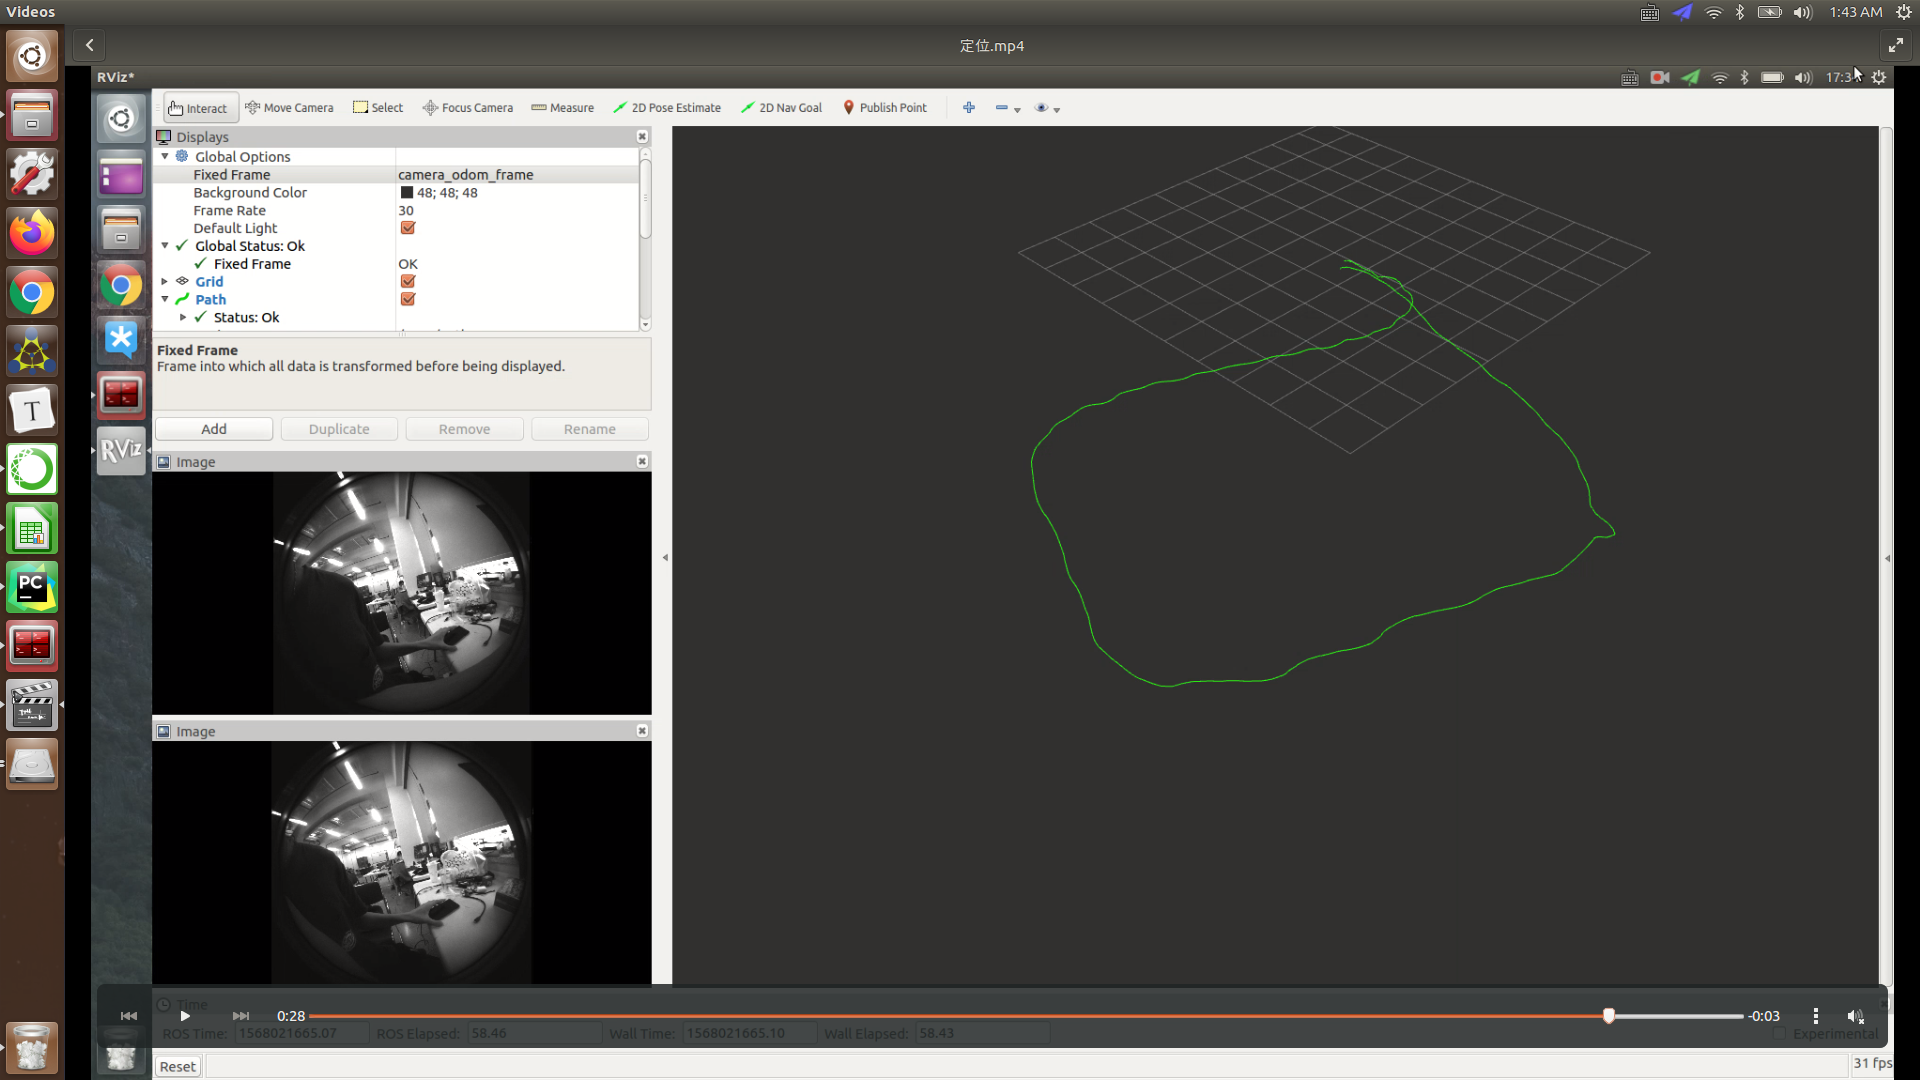 Videos
1:43 AM
定位.mp4
RViz*
Interact Move Camera Select Focus Camera Measure 2D Pose Estimate 2D Nav Goal Publish Point
Displays
Global Options
Fixed Frame camera_odom_frame
Background Color 48; 48; 48
Frame Rate 30
Default Light
Global Status: Ok
Fixed Frame OK
Grid
Path
Status: Ok
Fixed Frame
Frame into which all data is transformed before being displayed.
Add Duplicate Remove Rename
Image
Image
T
PC
RViz
Time
0:28 -0:03
ROS Time: 1568021665.07 ROS Elapsed: 58.46 Wall Time: 1568021665.10 Wall Elapsed: 58.43 Experimental
Reset
31 fps